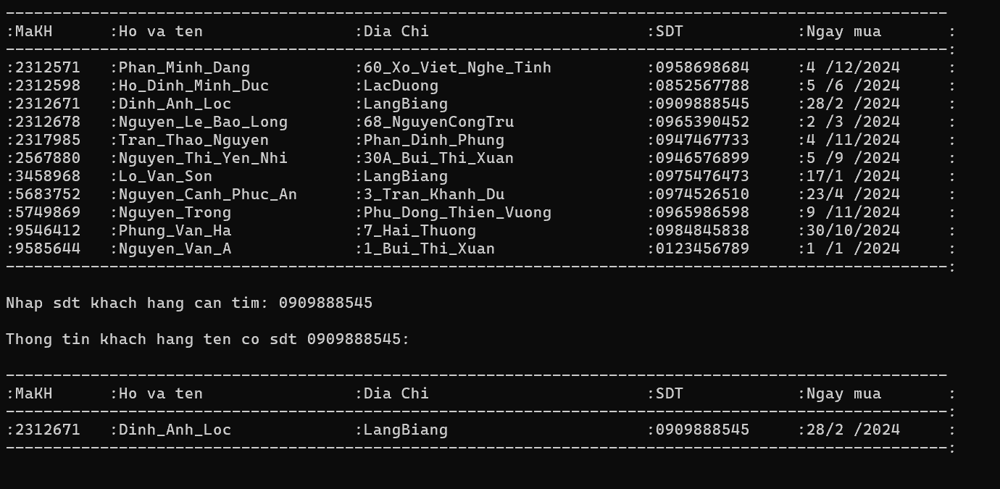 ----------------------------------------------------------------------------------------------------
:MaKH      :Ho va ten                :Dia Chi                       :SDT            :Ngay mua       :
----------------------------------------------------------------------------------------------------:
:2312571   :Phan_Minh_Dang           :60_Xo_Viet_Nghe_Tinh          :0958698684     :4 /12/2024     :
:2312598   :Ho_Dinh_Minh_Duc         :LacDuong                      :0852567788     :5 /6 /2024     :
:2312671   :Dinh_Anh_Loc             :LangBiang                     :0909888545     :28/2 /2024     :
:2312678   :Nguyen_Le_Bao_Long       :68_NguyenCongTru              :0965390452     :2 /3 /2024     :
:2317985   :Tran_Thao_Nguyen         :Phan_Dinh_Phung               :0947467733     :4 /11/2024     :
:2567880   :Nguyen_Thi_Yen_Nhi       :30A_Bui_Thi_Xuan              :0946576899     :5 /9 /2024     :
:3458968   :Lo_Van_Son               :LangBiang                     :0975476473     :17/1 /2024     :
:5683752   :Nguyen_Canh_Phuc_An      :3_Tran_Khanh_Du               :0974526510     :23/4 /2024     :
:5749869   :Nguyen_Trong             :Phu_Dong_Thien_Vuong          :0965986598     :9 /11/2024     :
:9546412   :Phung_Van_Ha             :7_Hai_Thuong                  :0984845838     :30/10/2024     :
:9585644   :Nguyen_Van_A             :1_Bui_Thi_Xuan                :0123456789     :1 /1 /2024     :
----------------------------------------------------------------------------------------------------:
Nhap sdt khach hang can tim: 0909888545
Thong tin khach hang ten co sdt 0909888545:
----------------------------------------------------------------------------------------------------
:MaKH      :Ho va ten                :Dia Chi                       :SDT            :Ngay mua       :
----------------------------------------------------------------------------------------------------:
:2312671   :Dinh_Anh_Loc             :LangBiang                     :0909888545     :28/2 /2024     :
----------------------------------------------------------------------------------------------------: